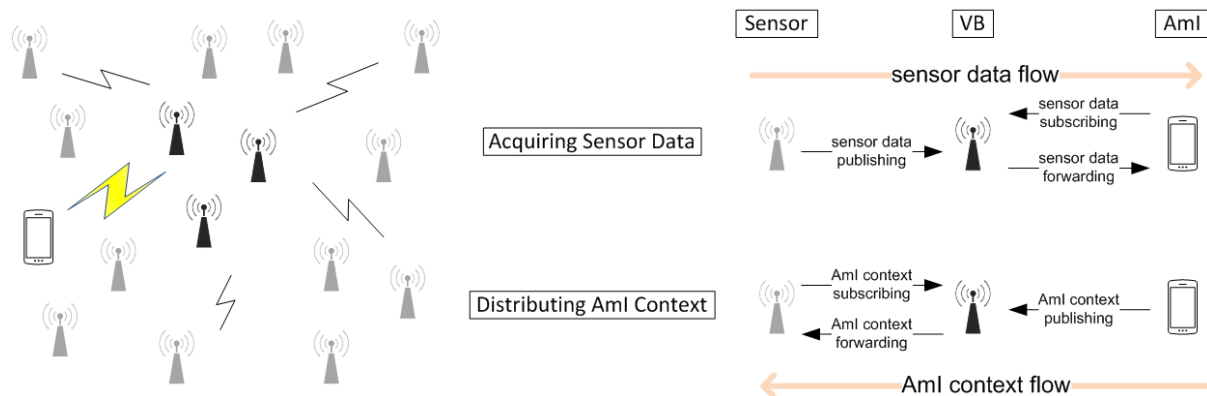 Sensor
VB
AmI
sensor data flow
Acquiring Sensor Data
sensor data
publishing
sensor data
subscribing
sensor data
forwarding
Distributing AmI Context
AmI context
subscribing
AmI context
forwarding
AmI context
publishing
AmI context flow